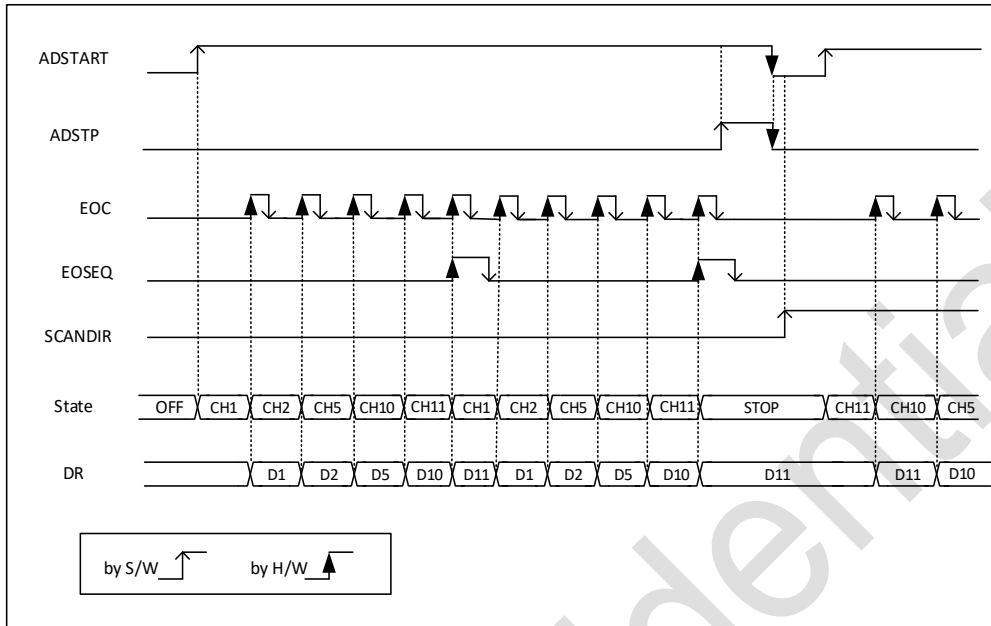 ADSTART
ADSTP
EOC
EOSEQ
SCANDIR
State OFF CH1 CH2 CH5 CH10 CH11 CH1 CH2 CH5 CH10 CH11 STOP CH11 CH10 CH5
DR D1 D2 D5 D10 D11 D1 D2 D5 D10 D11 D11 D10
by S/W by H/W
identia